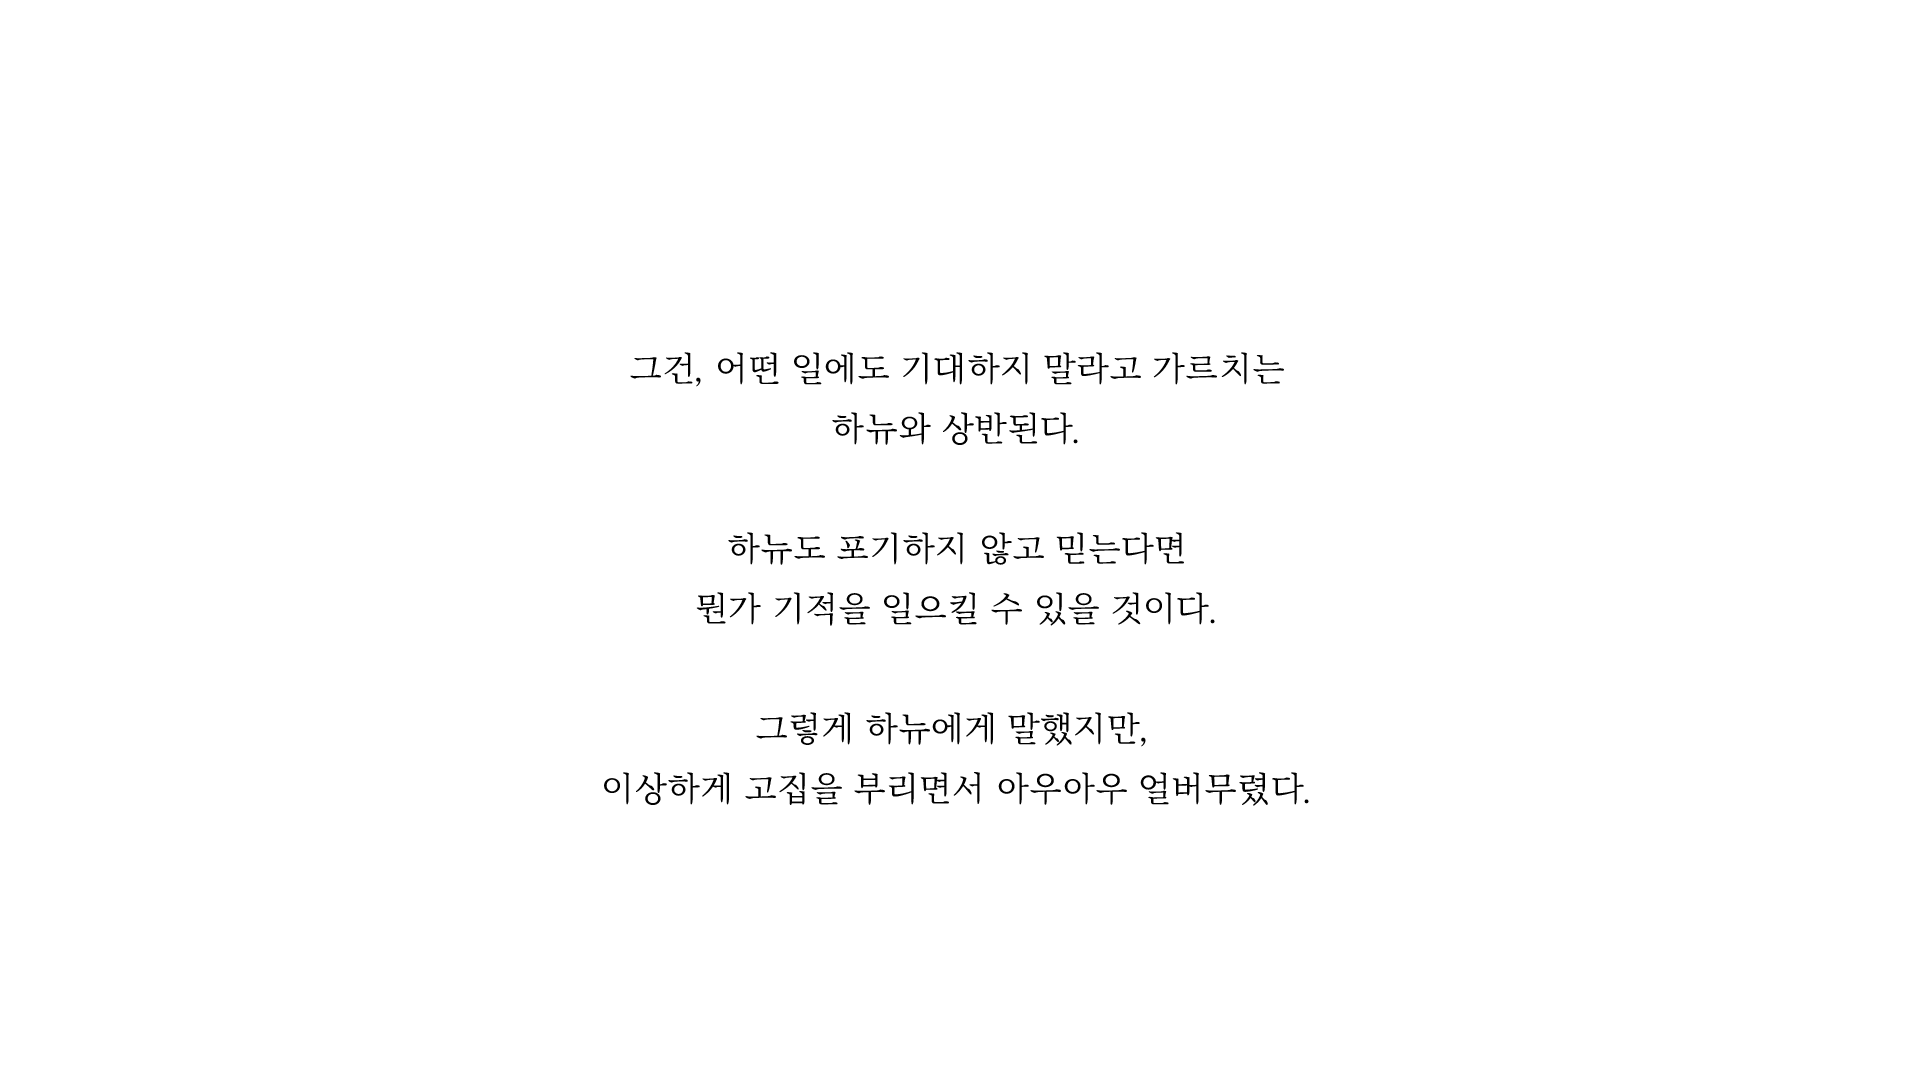 그건, 어떤 일에도 기대하지 말라고 가르치는
하뉴와 상반된다.
하뉴도 포기하지 않고 믿는다면
뭔가 기적을 일으킬 수 있을 것이다.
그렇게 하뉴에게 말했지만,
이상하게 고집을 부리면서 아우아우 얼버무렸다.